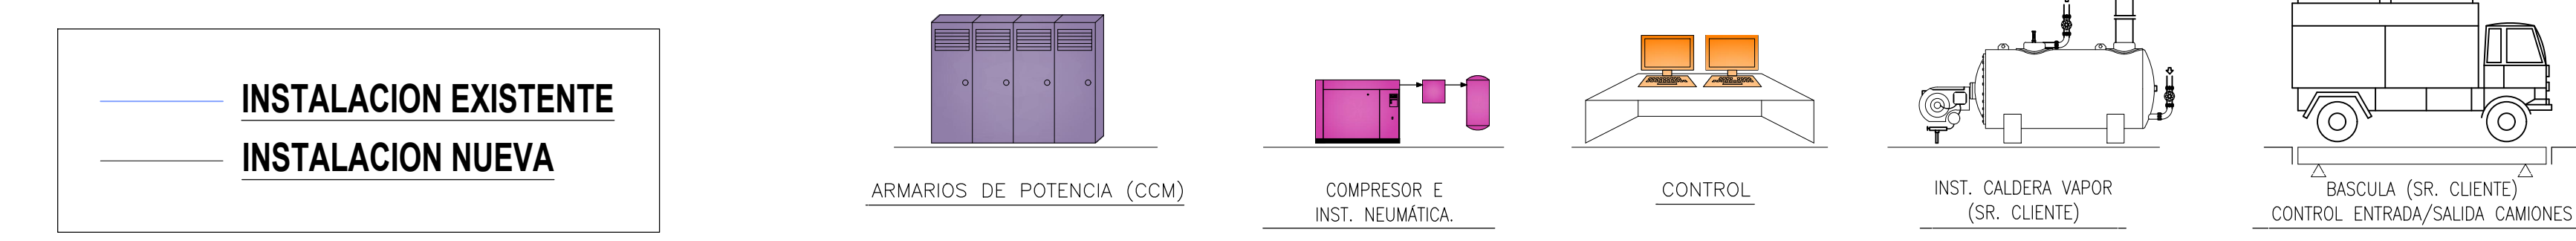 INSTALACION EXISTENTE
INSTALACION NUEVA
ARMARIOS DE POTENCIA (CCM)
COMPRESOR E
INST. NEUMÁTICA.
CONTROL
INST. CALDERA VAPOR
(SR. CLIENTE)
BASCULA (SR. CLIENTE)
CONTROL ENTRADA/SALIDA CAMIONES